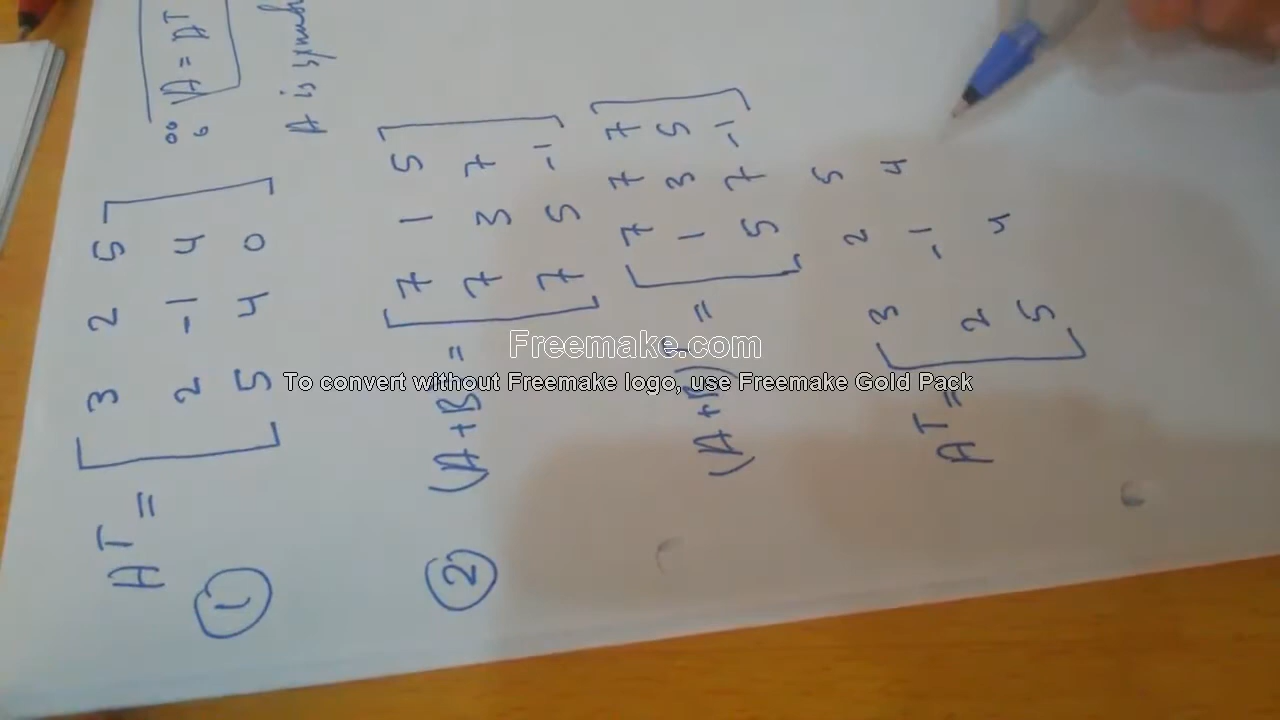 3 2 5 ∴ A = A^T
A^T = 2 -1 4
① 5 4 0 A is
7 1 5
② (A+B) = 7 3 7
7 5 -1
7 7 7
(A+B)^T = 1 3 5
5 7 -1
3 2 5
A^T = 2 -1 4
5 4
Freemake.com
To convert without Freemake logo, use Freemake Gold Pack